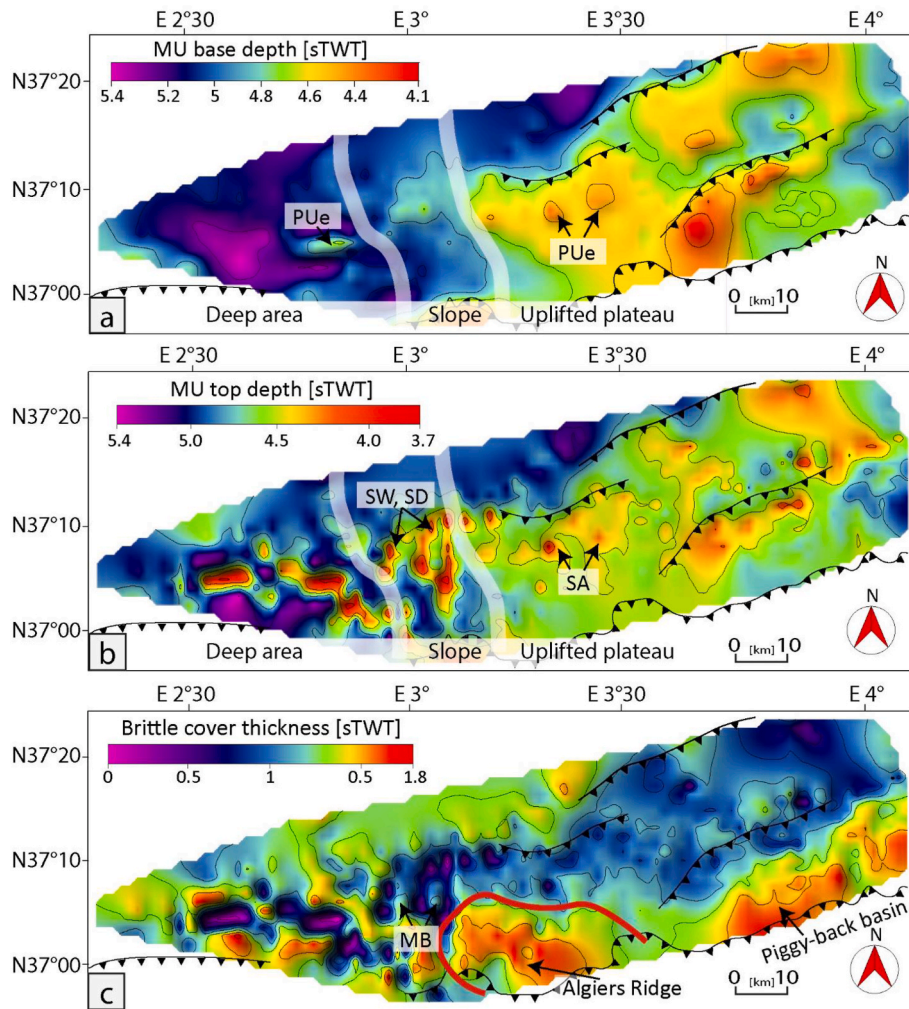 E 2°30 E 3° E 3°30 E 4°
MU base depth [sTWT]
5.4 5.2 5 4.8 4.6 4.4 4.1
N37°20
N37°10
PUe
PUe
N37°00
N
0 [km] 10
a Deep area Slope Uplifted plateau
E 2°30 E 3° E 3°30 E 4°
MU top depth [sTWT]
5.4 5.0 4.5 4.0 3.7
N37°20
SW, SD
N37°10
SA
N37°00
N
0 [km] 10
b Deep area Slope Uplifted plateau
E 2°30 E 3° E 3°30 E 4°
Brittle cover thickness [sTWT]
0 0.5 1 0.5 1.8
N37°20
N37°10
MB
Piggy-back basin
N37°00
Algiers Ridge
N
0 [km] 10
c